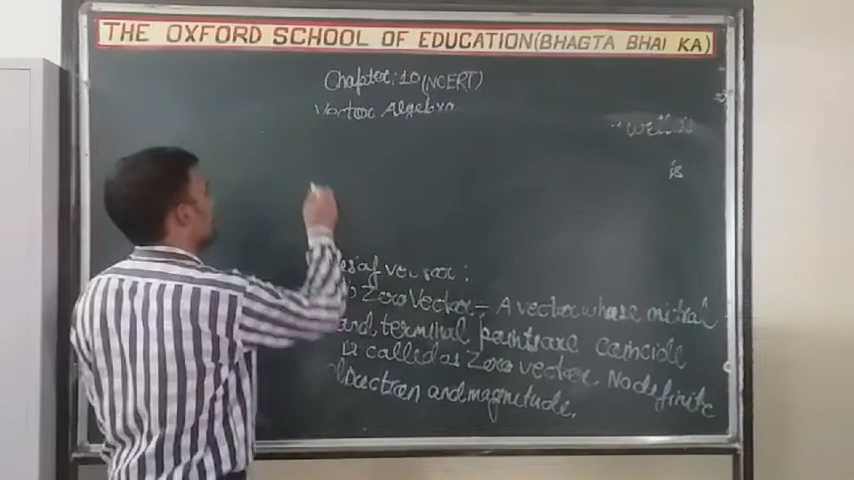 THE OXFORD SCHOOL OF EDUCATION(BHAGTA BHAI KA)
Chapter:10(NCERT)
Vector Algebra
is
of vector:
Zero Vector= A vector whose initial
and terminal points are coincide
is called as Zero vector. No definite
direction and magnitude.